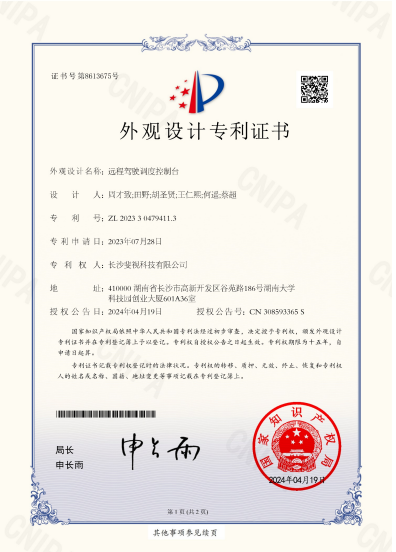 证书号第8613675号
外观设计专利证书
外观设计名称：远程驾驶调度控制台
设计人：周才致;田野;胡圣贤;王仁熙;何遥;蔡超
专利号：ZL 2023 3 0479411.3
专利申请日：2023年07月28日
专利权人：长沙斐视科技有限公司
地址：410000 湖南省长沙市高新开发区谷苑路186号湖南大学
科技园创业大厦601A36室
授权公告日：2024年04月19日 授权公告号：CN 308593365 S
国家知识产权局依照中华人民共和国专利法经过初步审查，决定授予专利权，颁发外观设计
专利证书并在专利登记簿上予以登记。专利权自授权公告之日起生效。专利权期限为十五年，自
申请日起算。
专利证书记载专利权登记时的法律状况。专利权的转移、质押、无效、终止、恢复和专利权
人的姓名或名称、国籍、地址变更等事项记载在专利登记簿上。
局长
申长雨
申长雨
国家知识产权局
2024年04月19日
第1页(共2页)
其他事项参见续页
CNIPA